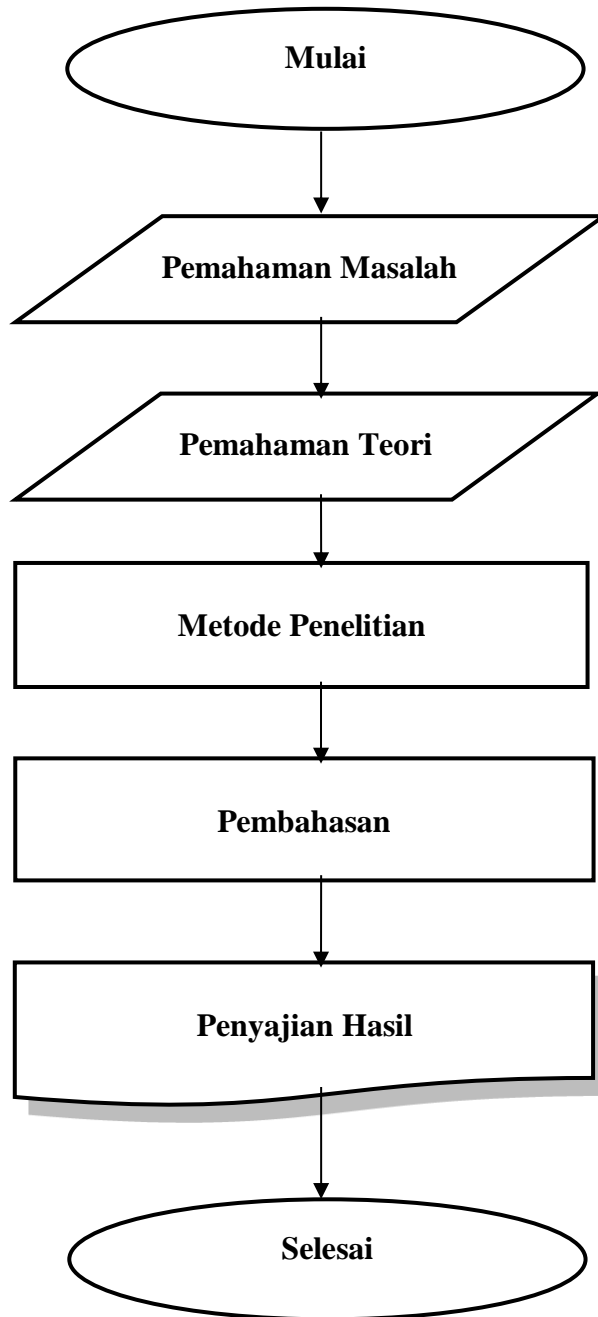 Mulai
Pemahaman Masalah
Pemahaman Teori
Metode Penelitian
Pembahasan
Penyajian Hasil
Selesai